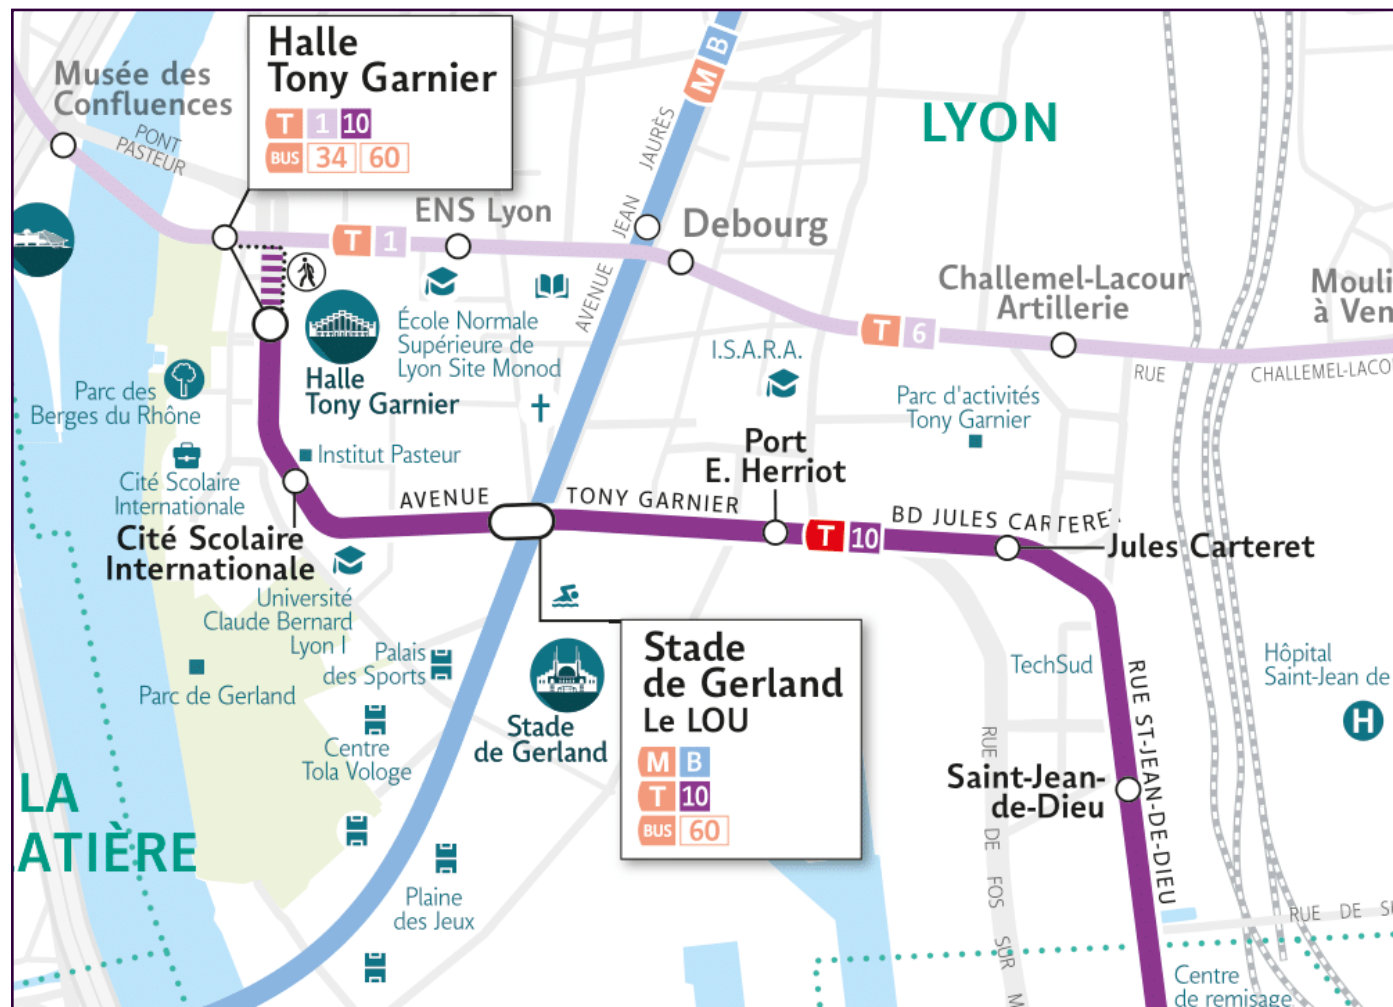 Halle
Tony Garnier
T 1 10
BUS 34 60
Musée des
Confluences
PONT
PASTEUR
M B
LYON
AVENUE JEAN JAURÈS
ENS Lyon
T 1
Debourg
Challemel-Lacour
Artillerie
T 6
RUE
École Normale
Supérieure de
Lyon Site Monod
I.S.A.R.A.
Halle
Tony Garnier
Parc des
Berges du Rhône
Parc d'activités
Tony Garnier
Port
E. Herriot
Institut Pasteur
Cité Scolaire
Internationale
AVENUE TONY GARNIER
BD JULES CARTERET
T 10
Cité Scolaire
Internationale
Jules Carteret
Université
Claude Bernard
Lyon I
Palais
des Sports
Parc de Gerland
Stade
de Gerland
Le LOU
M B
T 10
BUS 60
Stade
de Gerland
Centre
Tola Vologe
TechSud
Hôpital
Saint-Jean de
H
RUE ST-JEAN-DE-DIEU
Saint-Jean-
de-Dieu
RUE DE FOS SUR M
LA
ATIÈRE
Plaine
des Jeux
RUE DE
Centre
de remisage